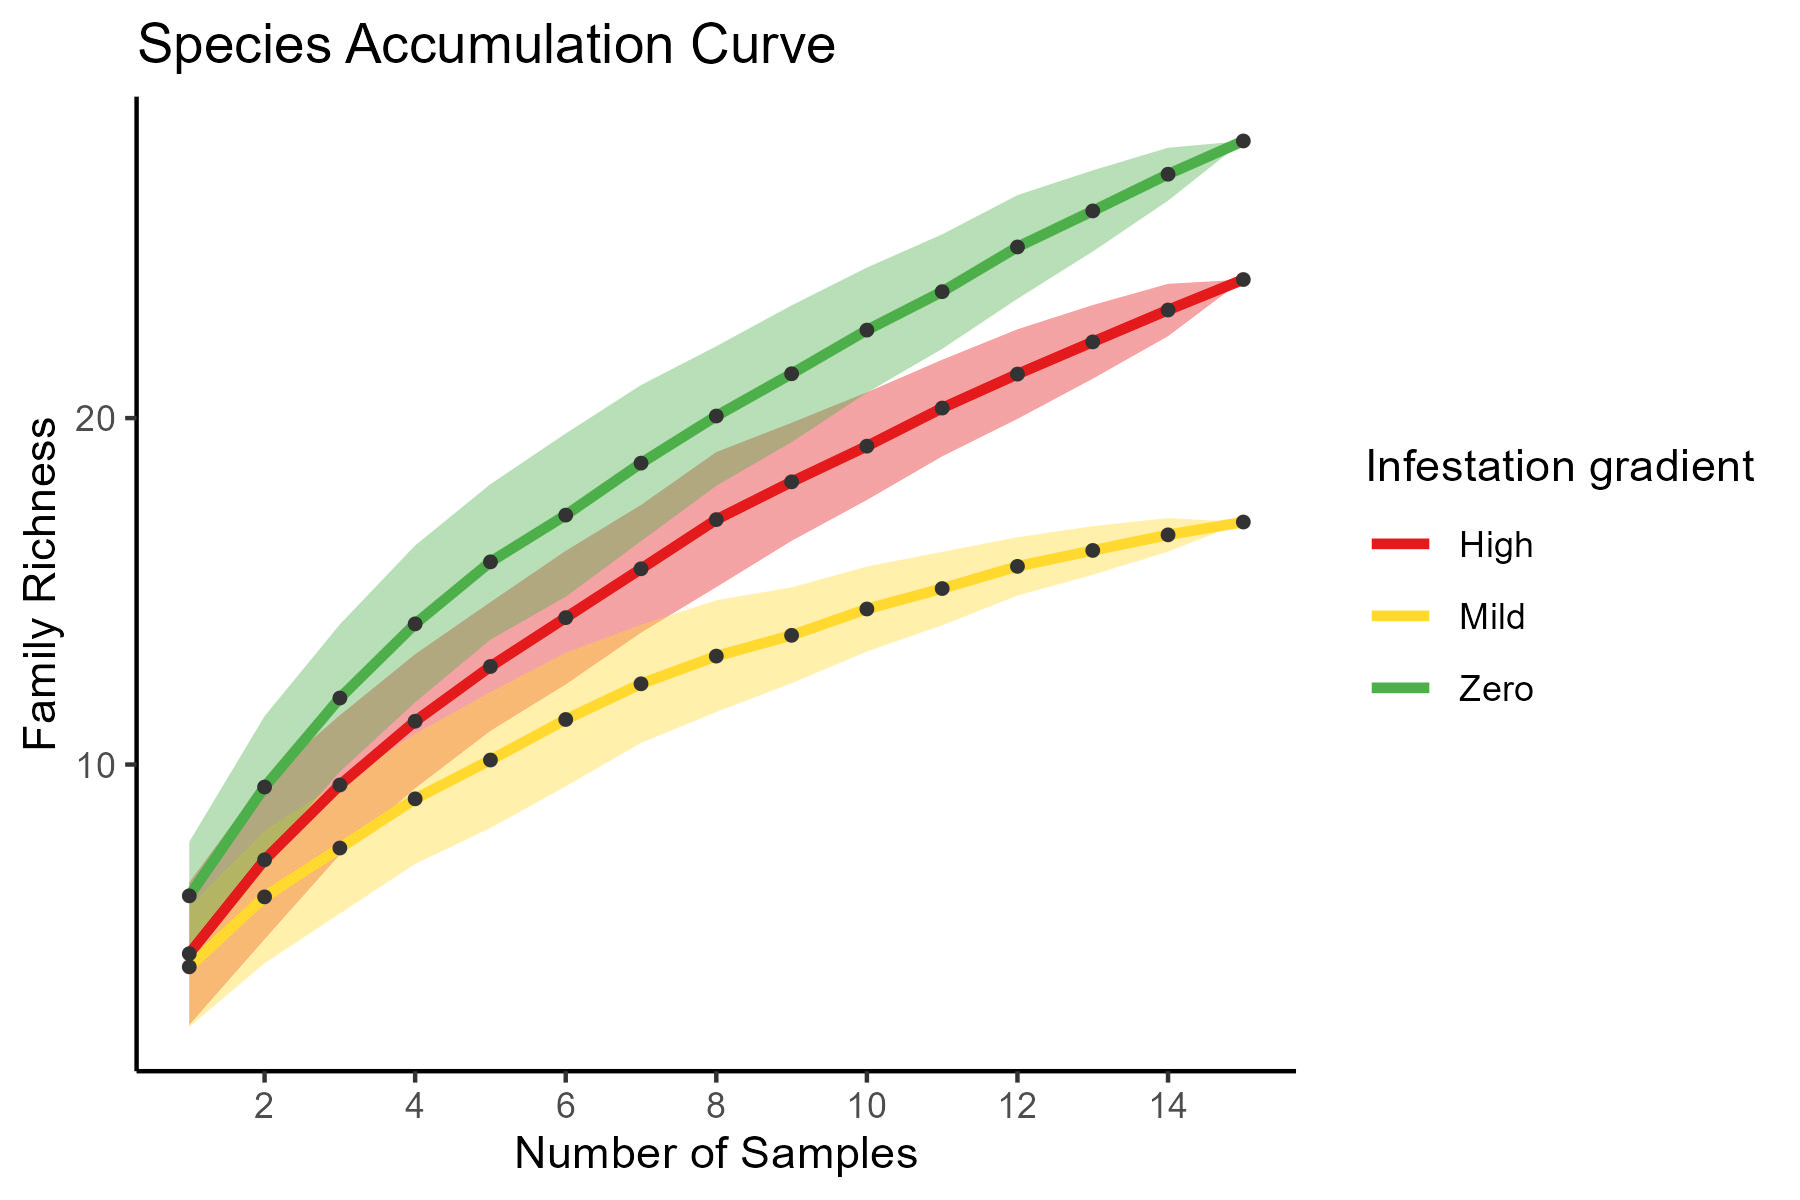 Species Accumulation Curve
Family Richness
20
10
2 4 6 8 10 12 14
Number of Samples
Infestation gradient
High
Mild
Zero